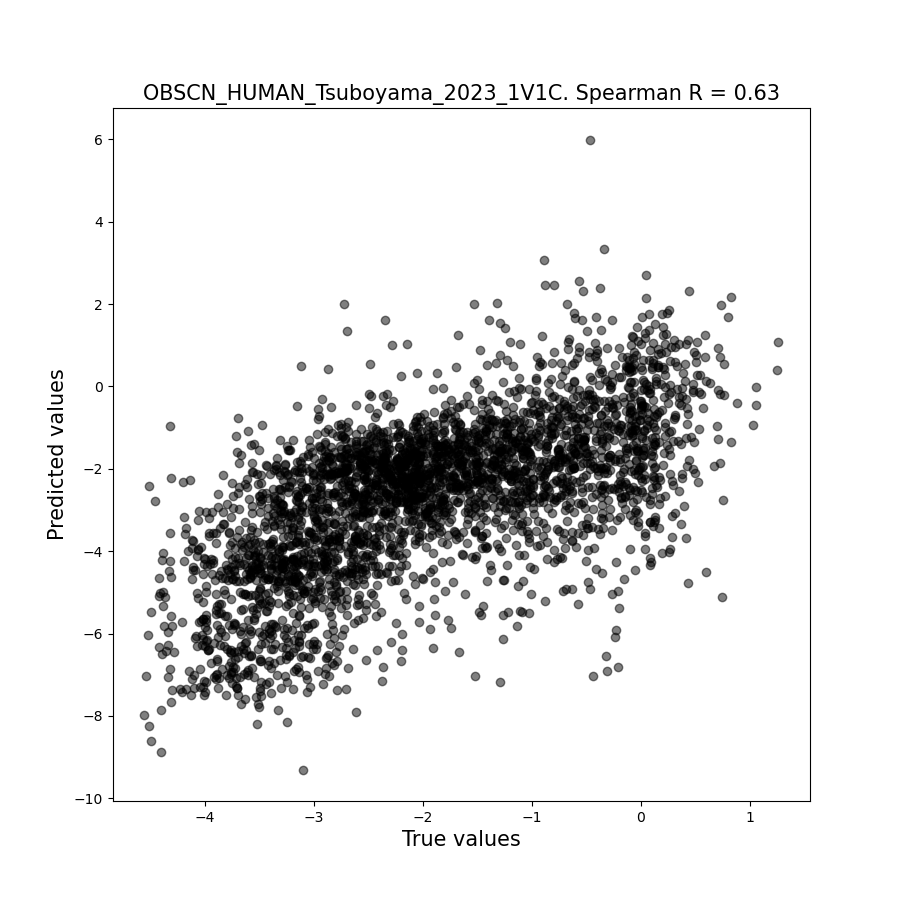 OBSCN_HUMAN_Tsuboyama_2023_1V1C. Spearman R = 0.63
6
4
2
0
−2
−4
−6
−8
−10
Predicted values
−4 −3 −2 −1 0 1
True values